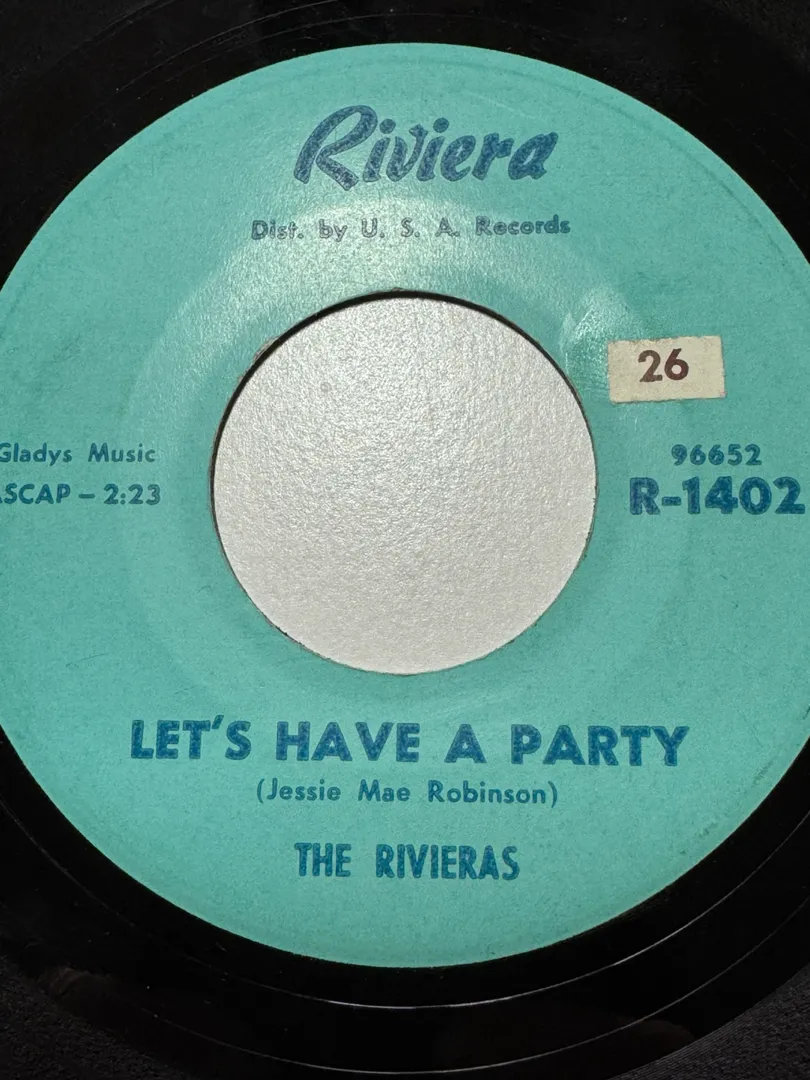 Riviera
Dist. by U. S. A. Records
26
Gladys Music
ASCAP – 2:23
96652
R-1402
LET'S HAVE A PARTY
(Jessie Mae Robinson)
THE RIVIERAS